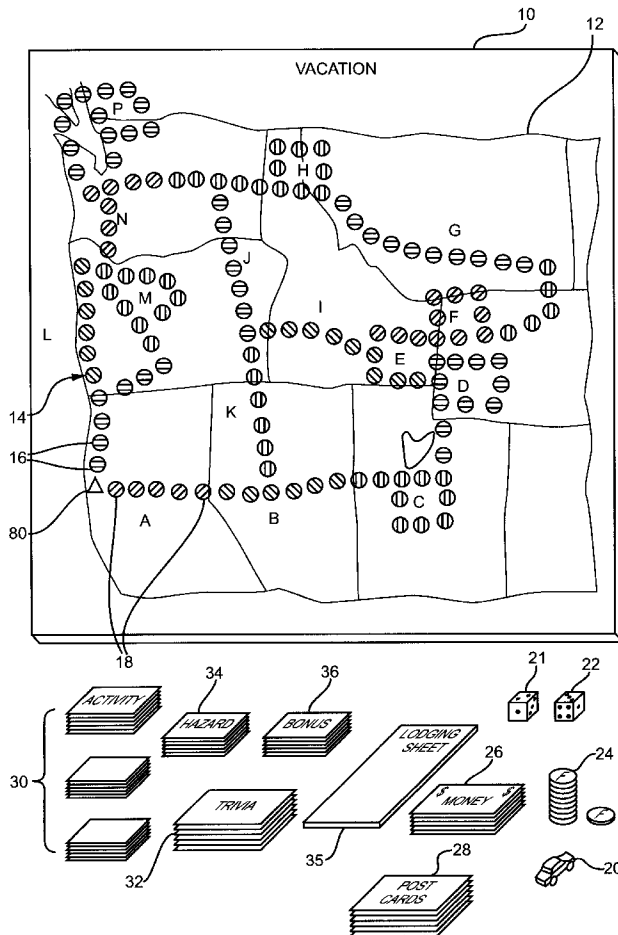 10
12
VACATION
P
H
N
G
J
M
I
F
L
E
D
14
K
16
C
80
A
B
18
34
36
21
22
ACTIVITY
HAZARD
BONUS
LODGING
SHEET
26
24
30
$ MONEY $
F
F
TRIVIA
32
35
28
20
POST
CARDS